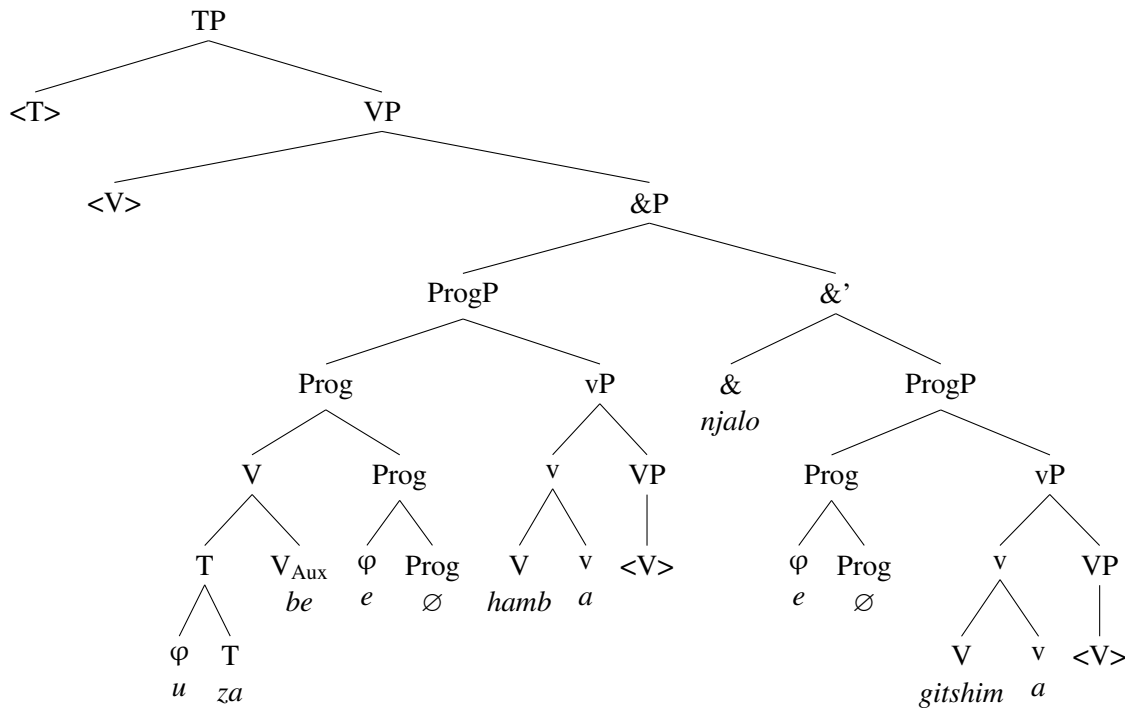 TP
<T> VP
<V> &P
ProgP &’
Prog vP & ProgP
njalo
V Prog v VP Prog vP
T V_Aux φ Prog V v <V> φ Prog v VP
be e ∅ hamb a e ∅
φ T V v <V>
u za gitshim a